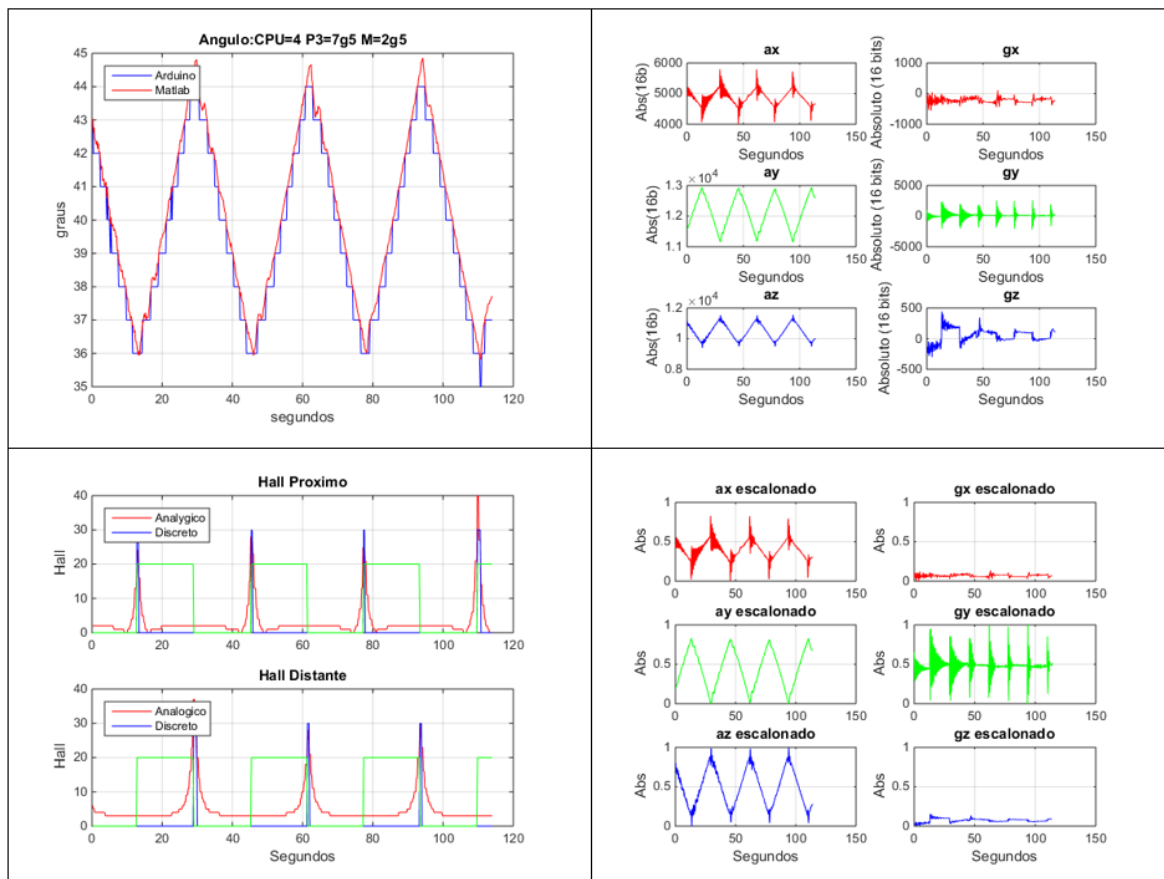 Angulo:CPU=4 P3=7g5 M=2g5
Arduino
Matlab
graus
45
44
43
42
41
40
39
38
37
36
35
0 20 40 60 80 100 120
segundos
ax
Abs(16b)
6000
5000
4000
0 50 100 150
Segundos
gx
Absoluto (16 bits)
1000
0
-1000
0 50 100 150
Segundos
ay
Abs(16b)
×10^4
1.3
1.2
1.1
0 50 100 150
Segundos
gy
Absoluto (16 bits)
5000
0
-5000
0 50 100 150
Segundos
az
Abs(16b)
×10^4
1.2
1
0.8
0 50 100 150
Segundos
gz
Absoluto (16 bits)
500
0
-500
0 50 100 150
Segundos
Hall Proximo
Analygico
Discreto
Hall
40
30
20
10
0
0 20 40 60 80 100 120
Hall Distante
Analogico
Discreto
Hall
40
30
20
10
0
0 20 40 60 80 100 120
Segundos
ax escalonado
Abs
1
0.5
0
0 50 100 150
gx escalonado
Abs
1
0.5
0
0 50 100 150
ay escalonado
Abs
1
0.5
0
0 50 100 150
gy escalonado
Abs
1
0.5
0
0 50 100 150
az escalonado
Abs
1
0.5
0
0 50 100 150
Segundos
gz escalonado
Abs
1
0.5
0
0 50 100 150
Segundos